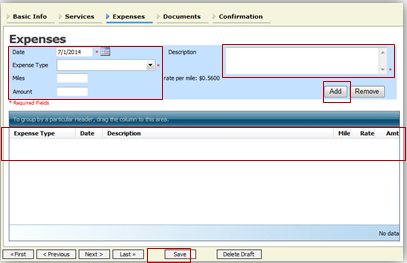 Basic Info Services Expenses Documents Confirmation
Expenses
Date 7/1/2014 * Description
Expense Type *
*
Miles rate per mile: $0.5600
Amount Add Remove
* Required Fields
To group by a particular Header, drag the column to this area.
Expense Type Date Description Mile Rate Amt
No data
« First < Previous Next > Last » Save Delete Draft